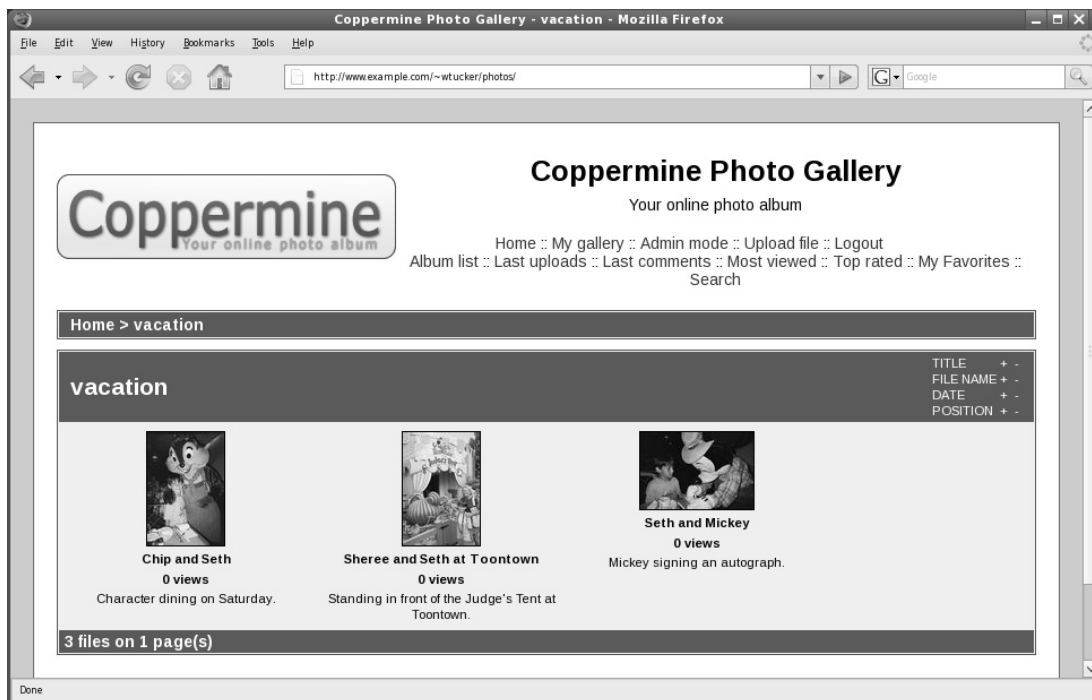 Coppermine Photo Gallery - vacation - Mozilla Firefox
File Edit View History Bookmarks Tools Help
http://www.example.com/~wtucker/photos/
G
Google
Coppermine
Your online photo album
Coppermine Photo Gallery
Your online photo album
Home :: My gallery :: Admin mode :: Upload file :: Logout
Album list :: Last uploads :: Last comments :: Most viewed :: Top rated :: My Favorites ::
Search
Home > vacation
vacation
TITLE + -
FILE NAME + -
DATE + -
POSITION + -
Chip and Seth
0 views
Character dining on Saturday.
Sheree and Seth at Toontown
0 views
Standing in front of the Judge's Tent at
Toontown.
Seth and Mickey
0 views
Mickey signing an autograph.
3 files on 1 page(s)
Done